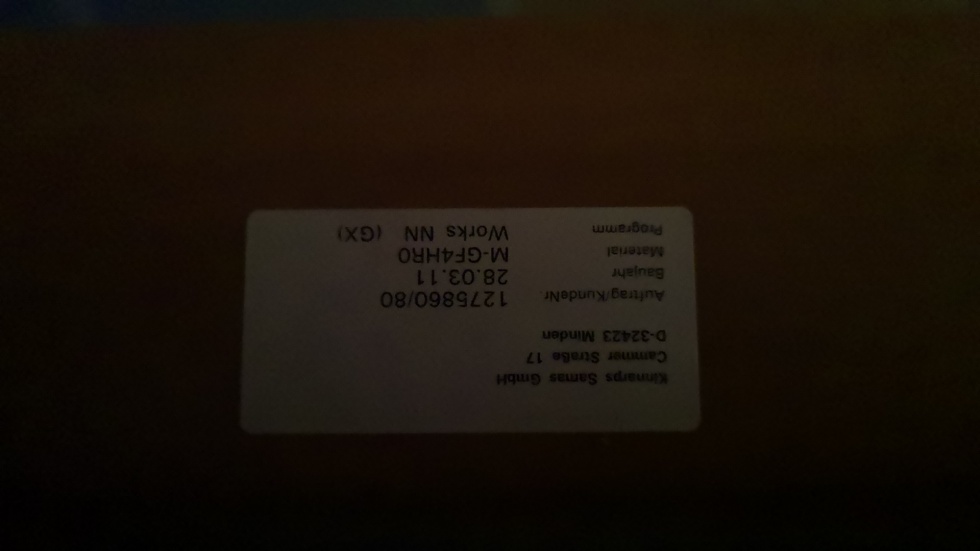 Kinnarps Samas GmbH
Cammer Straße 17
D-32423 Minden
Auftrag/KundeNr. 1275860/80
Baujahr 28.03.11
Material M-GF4HR0
Programm Works NN (GX)